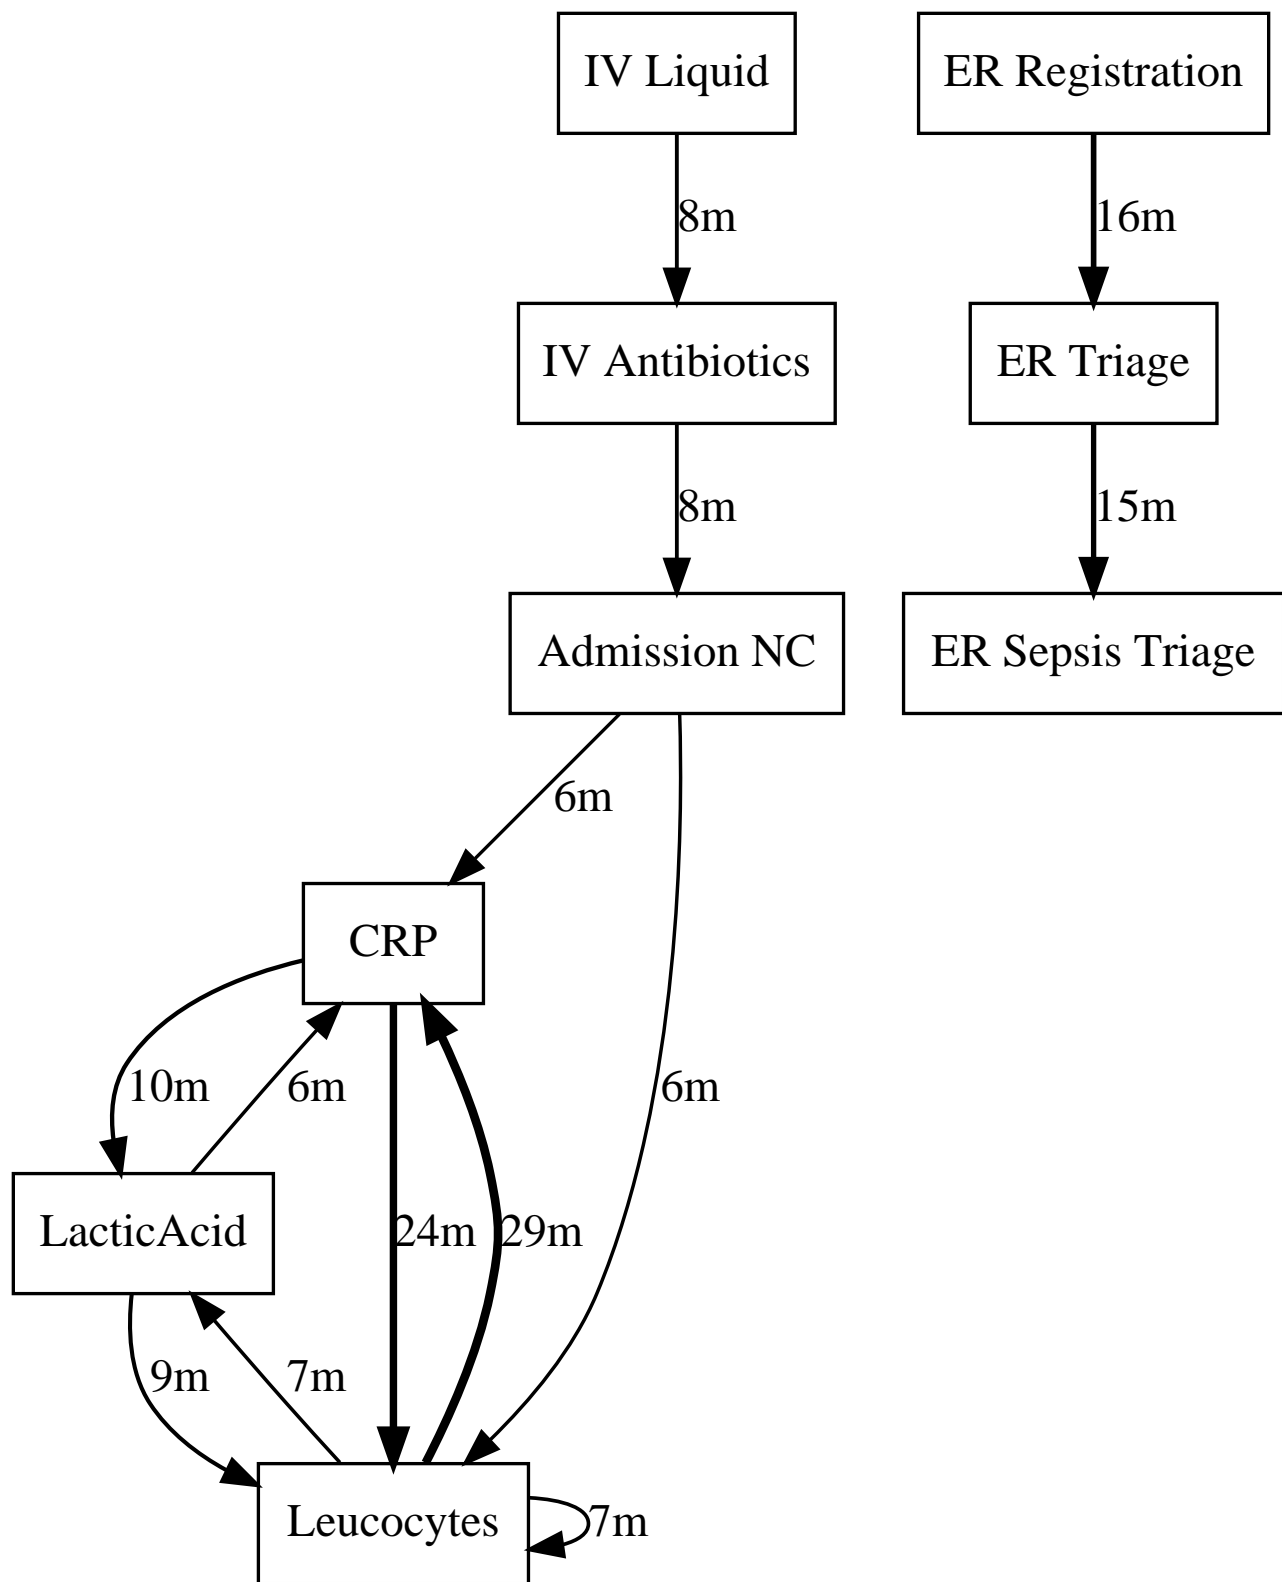 IV Liquid
ER Registration
8m
16m
IV Antibiotics
ER Triage
8m
15m
Admission NC
ER Sepsis Triage
6m
CRP
10m
6m
6m
LacticAcid
24m
29m
9m
7m
Leucocytes
7m